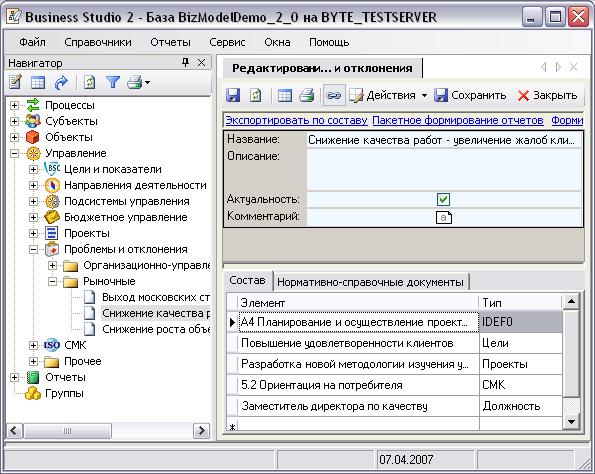 Business Studio 2 - База BizModelDemo_2_0 на BYTE_TESTSERVER
Файл Справочники Отчеты Сервис Окна Помощь
Навигатор
Процессы
Субъекты
Объекты
Управление
BSC Цели и показатели
Направления деятельности
Подсистемы управления
Бюджетное управление
Проекты
Проблемы и отклонения
Организационно-управле
Рыночные
Выход московских ст
Снижение качества р
Снижение роста объе
ISO СМК
Прочее
Отчеты
Группы
Редактировани... и отклонения
Действия Сохранить Закрыть
Экспортировать по составу Пакетное формирование отчетов Форми
Название: Снижение качества работ - увеличение жалоб кли...
Описание:
Актуальность:
Комментарий: a
Состав Нормативно-справочные документы
Элемент Тип
А4 Планирование и осуществление проект... IDEF0
Повышение удовлетворенности клиентов Цели
Разработка новой методологии изучения у... Проекты
5.2 Ориентация на потребителя СМК
Заместитель директора по качеству Должность
07.04.2007